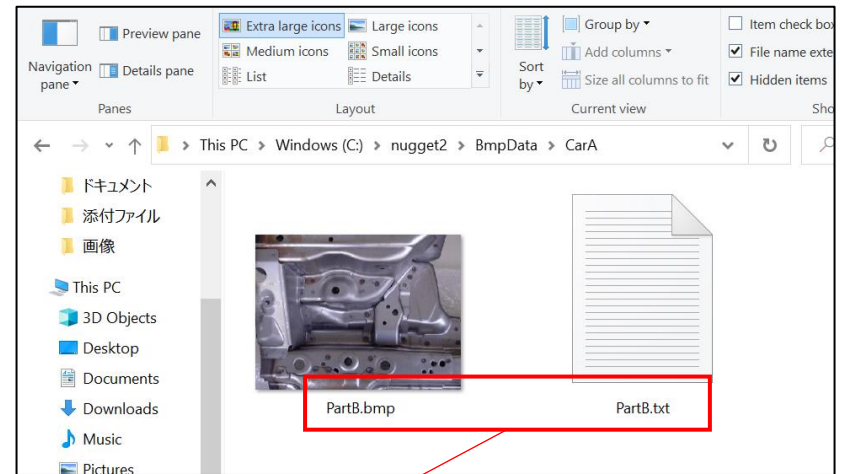 Preview pane
Details pane
Navigation
pane
Panes
Extra large icons
Large icons
Medium icons
Small icons
List
Details
Layout
Sort
by
Group by
Add columns
Size all columns to fit
Current view
Item check box
File name exte
Hidden items
Sho
This PC > Windows (C:) > nugget2 > BmpData > CarA
ドキュメント
添付ファイル
画像
This PC
3D Objects
Desktop
Documents
Downloads
Music
Pictures
PartB.bmp
PartB.txt